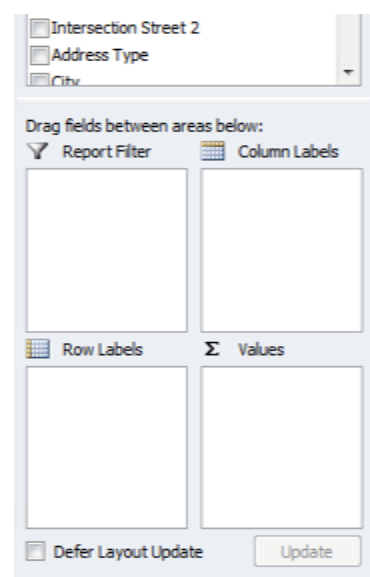 Intersection Street 2
Address Type
City
Drag fields between areas below:
Report Filter
Column Labels
Row Labels
Σ Values
Defer Layout Update
Update